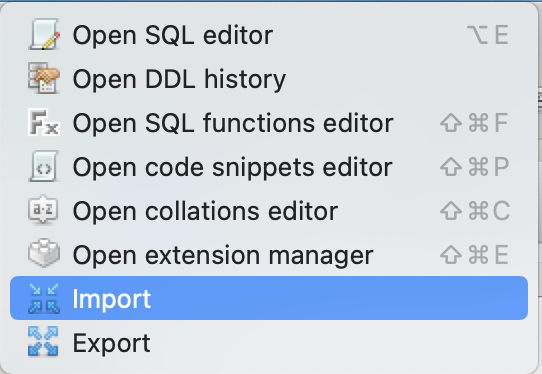 Open SQL editor ⌥ E
Open DDL history
Open SQL functions editor ⇧ ⌘ F
Open code snippets editor ⇧ ⌘ P
Open collations editor ⇧ ⌘ C
Open extension manager ⇧ ⌘ E
Import
Export